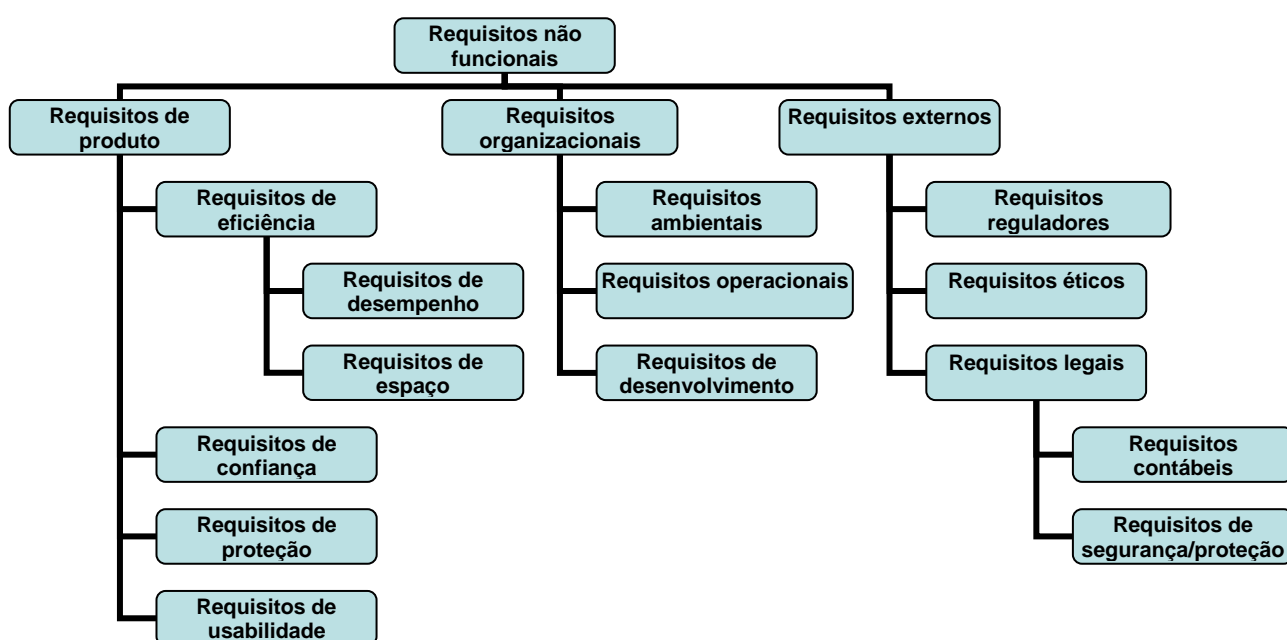 Requisitos não
funcionais
Requisitos de
produto
Requisitos
organizacionais
Requisitos externos
Requisitos de
eficiência
Requisitos
ambientais
Requisitos
reguladores
Requisitos de
desempenho
Requisitos operacionais
Requisitos éticos
Requisitos de
espaço
Requisitos de
desenvolvimento
Requisitos legais
Requisitos de
confiança
Requisitos
contábeis
Requisitos de
proteção
Requisitos de
segurança/proteção
Requisitos de
usabilidade